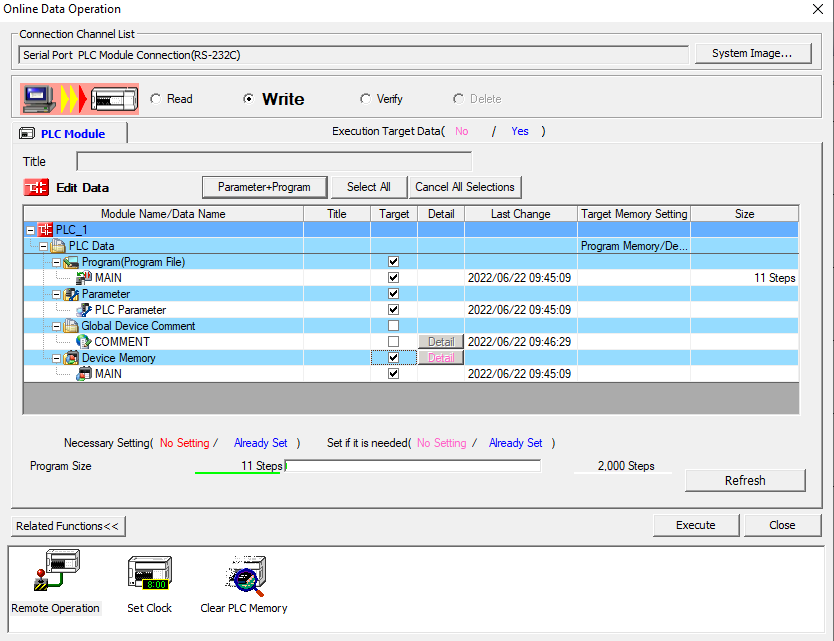 Online Data Operation
Connection Channel List
Serial Port PLC Module Connection(RS-232C)
System Image...
Read
Write
Verify
Delete
PLC Module
Execution Target Data( No / Yes )
Title
Edit Data
Parameter+Program
Select All
Cancel All Selections
Module Name/Data Name Title Target Detail Last Change Target Memory Setting Size
PLC_1
PLC Data Program Memory/De...
Program(Program File)
MAIN 2022/06/22 09:45:09 11 Steps
Parameter
PLC Parameter 2022/06/22 09:45:09
Global Device Comment
COMMENT Detail 2022/06/22 09:46:29
Device Memory Detail
MAIN 2022/06/22 09:45:09
Necessary Setting( No Setting / Already Set ) Set if it is needed( No Setting / Already Set )
Program Size 11 Steps 2,000 Steps
Refresh
Related Functions<<
Execute
Close
Remote Operation
Set Clock
8:00
Clear PLC Memory